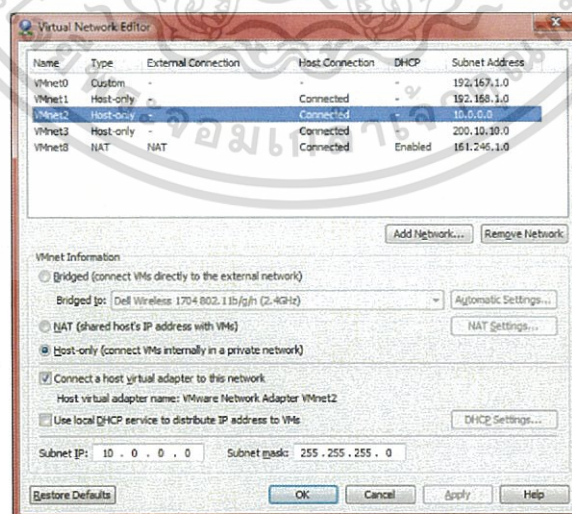 Virtual Network Editor
Name Type External Connection Host Connection DHCP Subnet Address
VMnet0 Custom - - - 192.167.1.0
VMnet1 Host-only - Connected - 192.168.1.0
VMnet2 Host-only - Connected - 10.0.0.0
VMnet3 Host-only - Connected - 200.10.10.0
VMnet8 NAT NAT Connected Enabled 161.246.1.0
Add Network... Remove Network
VMnet Information
Bridged (connect VMs directly to the external network)
Bridged to: Dell Wireless 1704 802.11b/g/n (2.4GHz) Automatic Settings...
NAT (shared host's IP address with VMs) NAT Settings...
Host-only (connect VMs internally in a private network)
Connect a host virtual adapter to this network
Host virtual adapter name: VMware Network Adapter VMnet2
Use local DHCP service to distribute IP address to VMs DHCP Settings...
Subnet IP: 10 . 0 . 0 . 0 Subnet mask: 255 . 255 . 255 . 0
Restore Defaults OK Cancel Apply Help